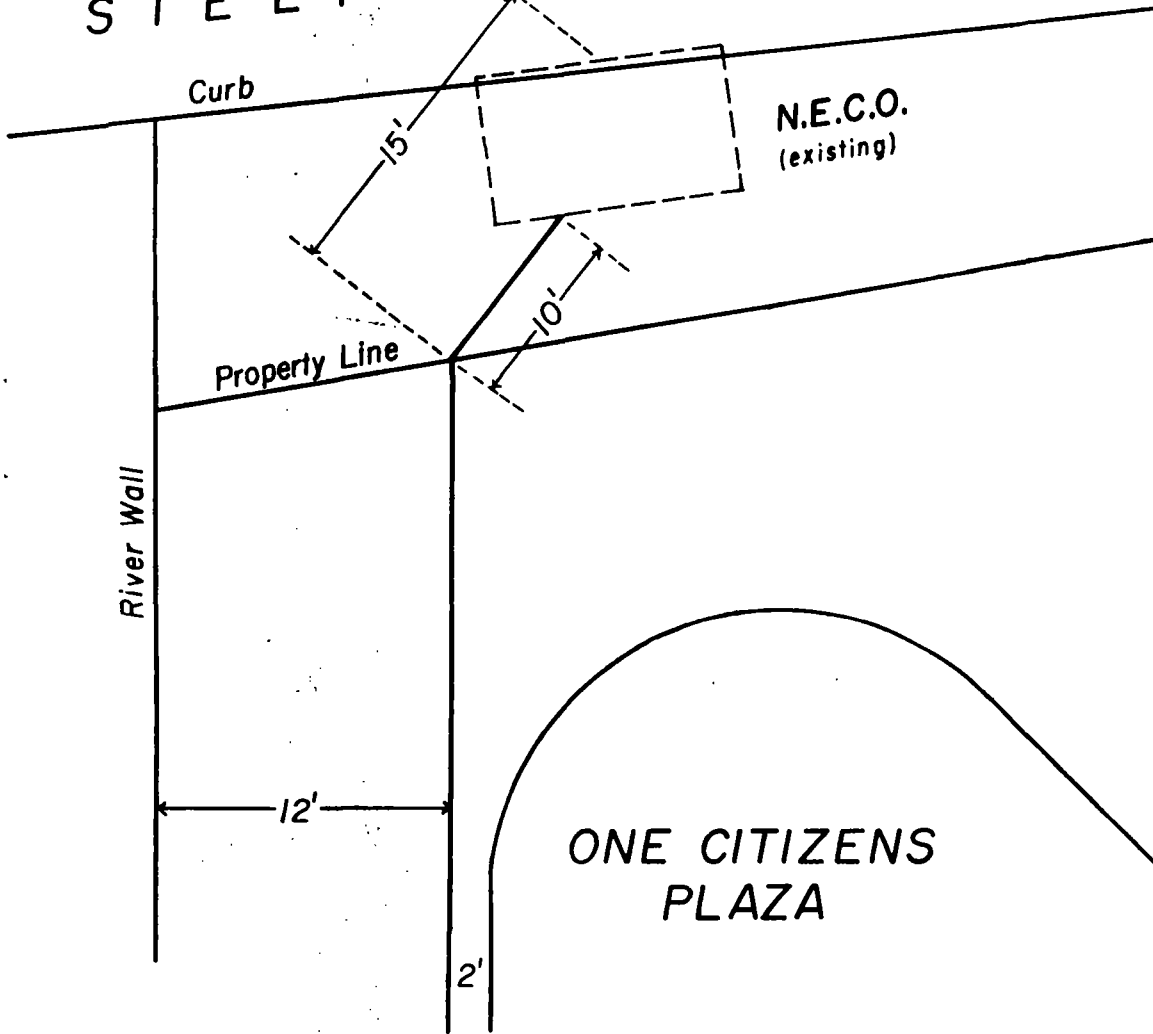 Curb
N.E.C.O.
(existing)
15'
10'
Property Line
River Wall
12'
ONE CITIZENS
PLAZA
2'